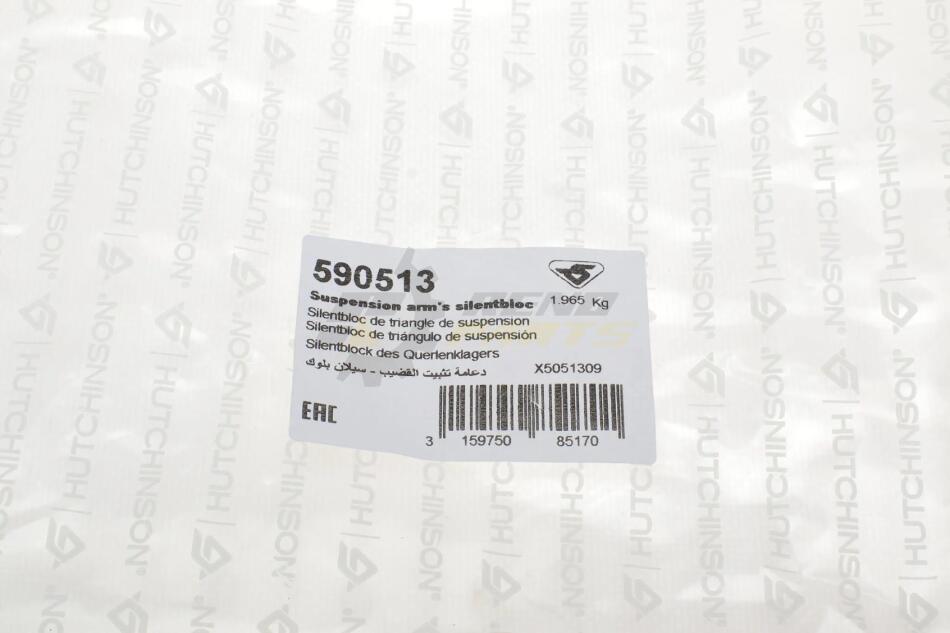 590513
Suspension arm's silentbloc 1.965 Kg
Silentbloc de triangle de suspension
Silentbloc de triángulo de suspensión
Silentblock des Querlenklagers
دعامة تثبيت القضيب - سيلان بلوك X5051309
EAC
3 159750 85170
HUTCHINSON